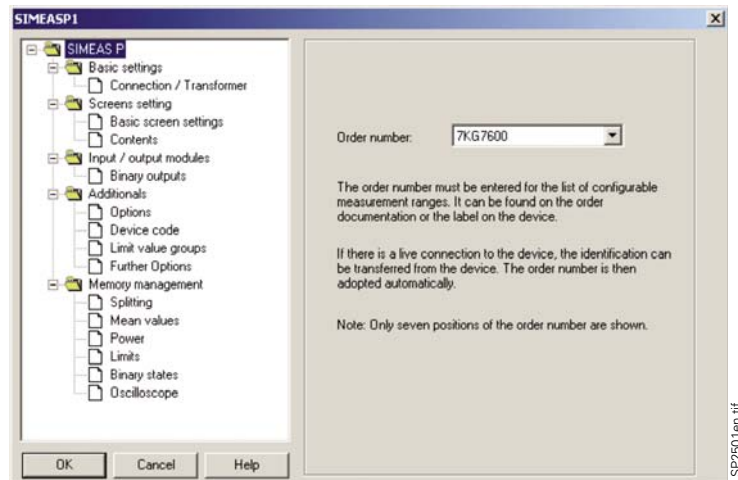 SIMEASP1
SIMEAS P
Basic settings
Connection / Transformer
Screens setting
Basic screen settings
Contents
Input / output modules
Binary outputs
Additionals
Options
Device code
Limit value groups
Further Options
Memory management
Splitting
Mean values
Power
Limits
Binary states
Oscilloscope
Order number:
7KG7600
The order number must be entered for the list of configurable
measurement ranges. It can be found on the order
documentation or the label on the device.
If there is a live connection to the device, the identification can
be transferred from the device. The order number is then
adopted automatically.
Note: Only seven positions of the order number are shown.
OK
Cancel
Help
SP2501en.tif